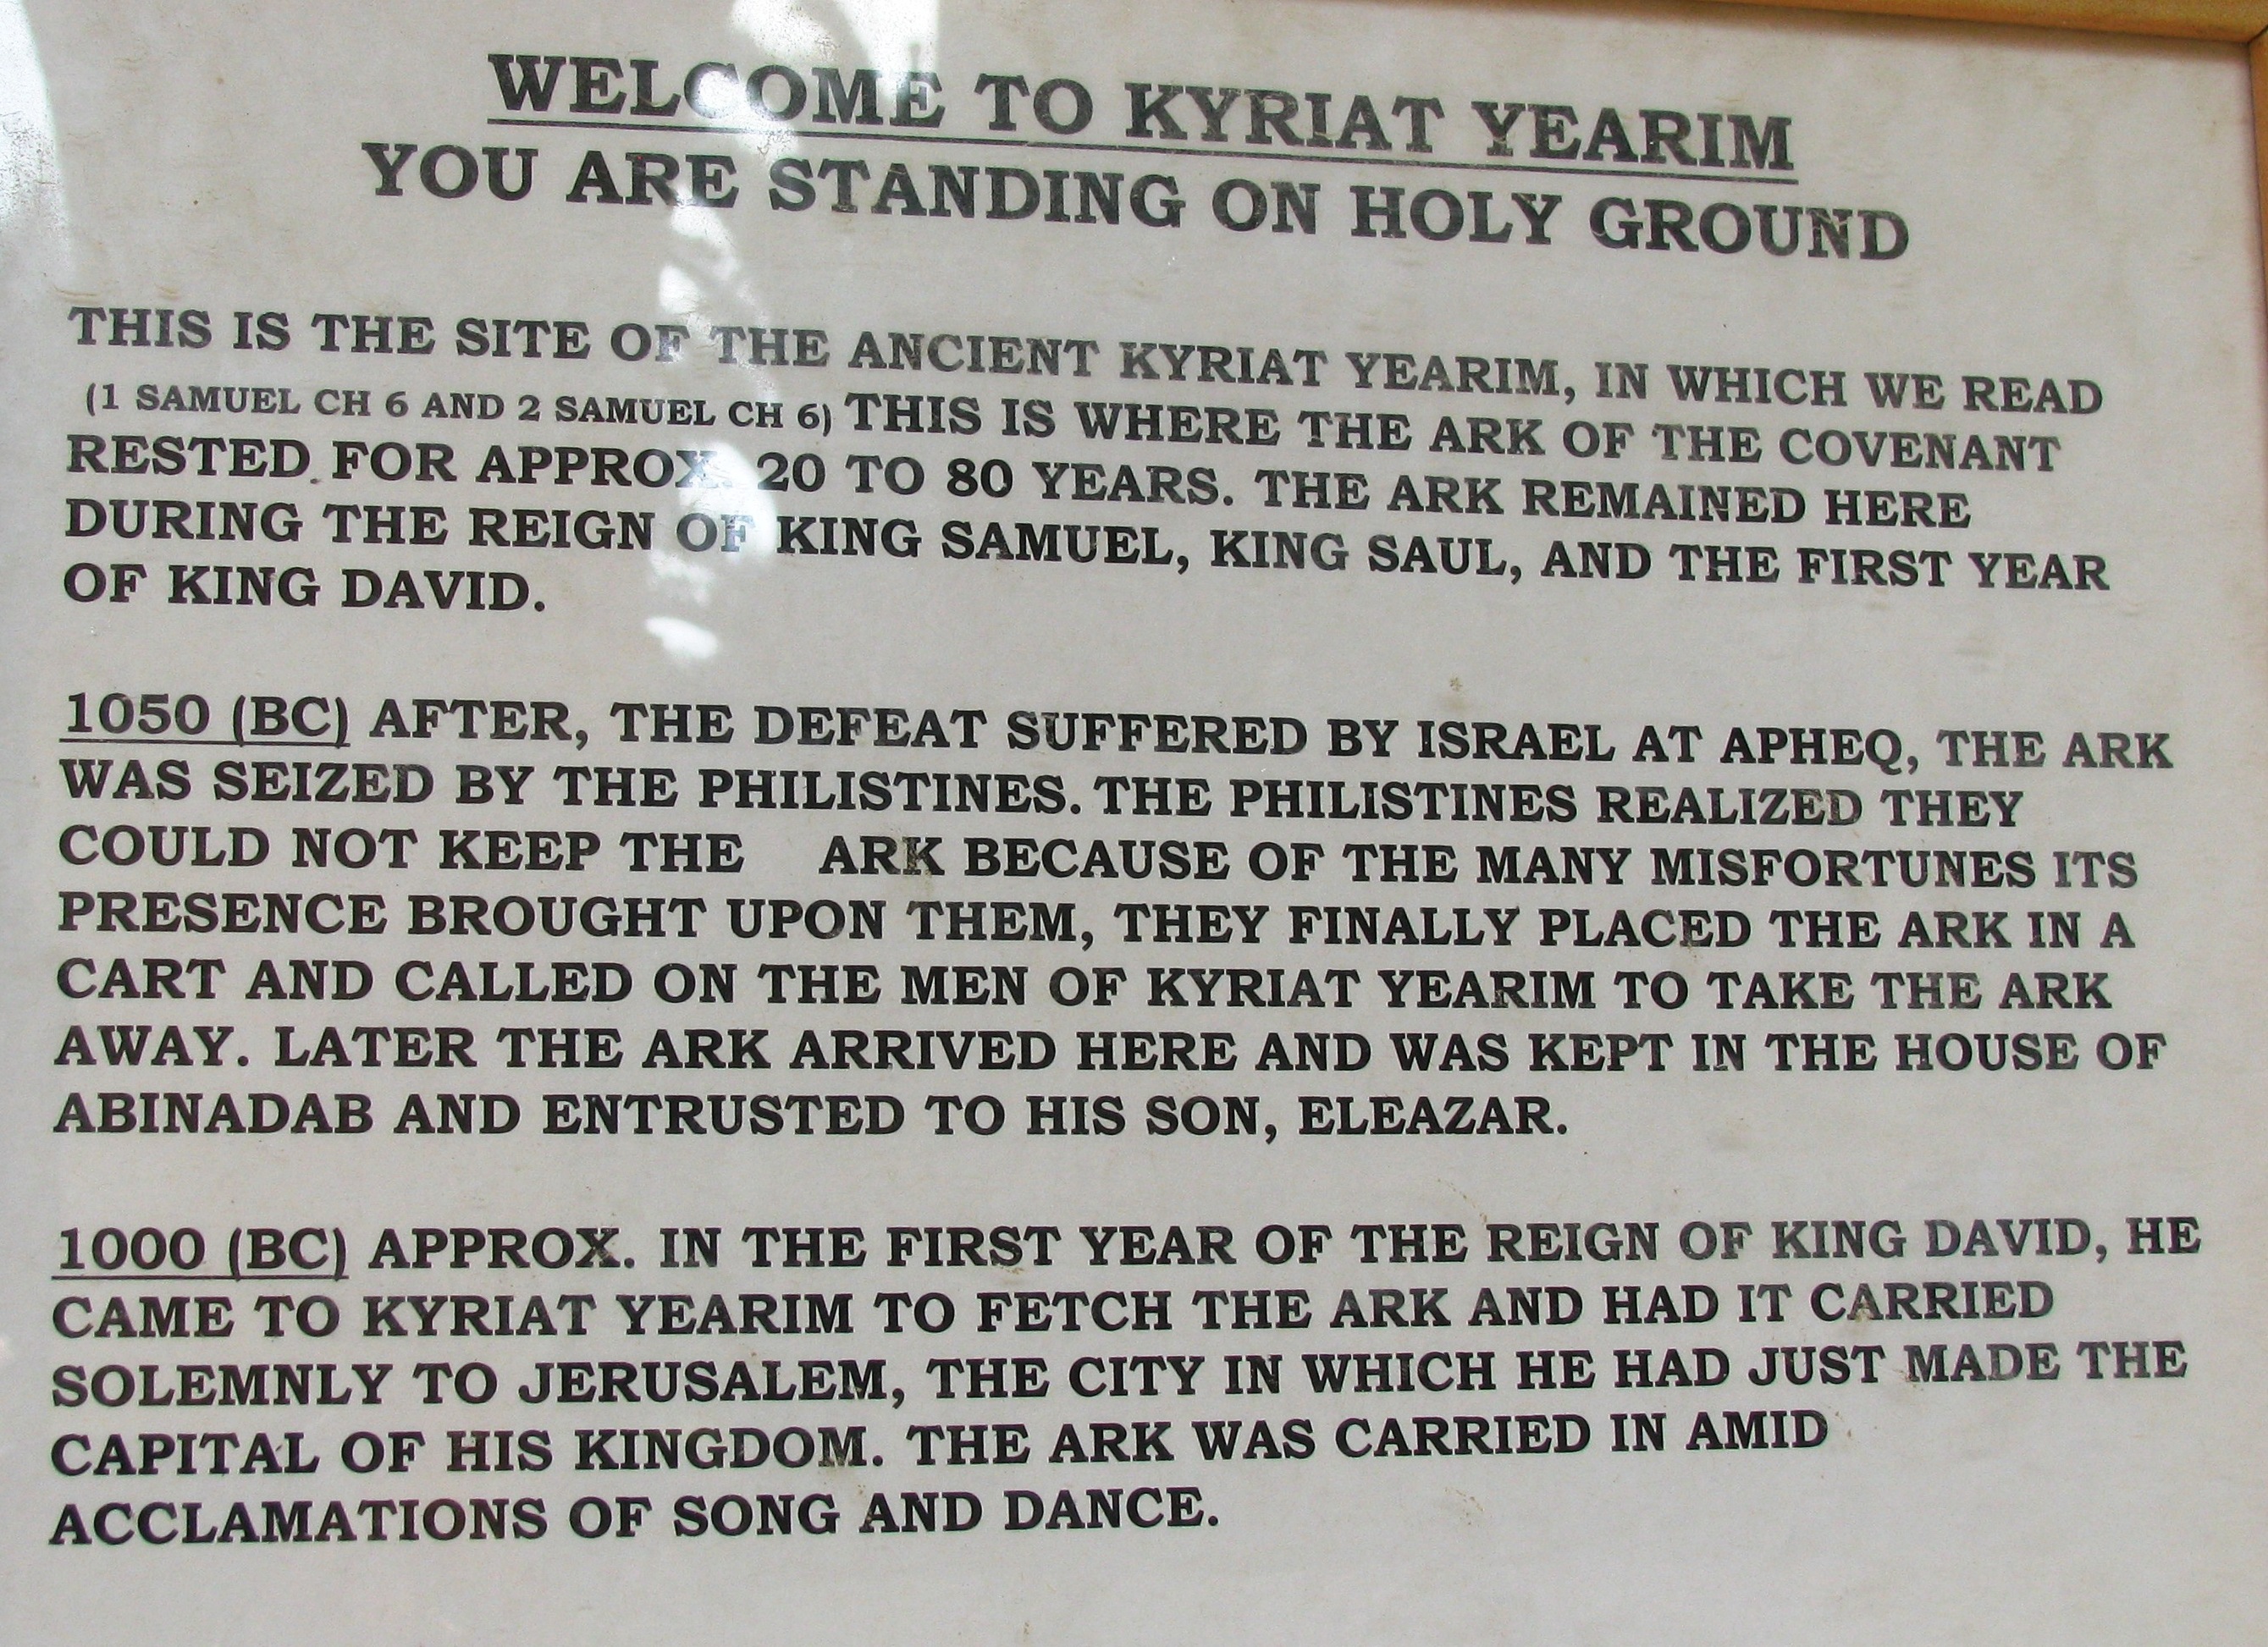 WELCOME TO KYRIAT YEARIM
YOU ARE STANDING ON HOLY GROUND
THIS IS THE SITE OF THE ANCIENT KYRIAT YEARIM, IN WHICH WE READ
(1 SAMUEL CH 6 AND 2 SAMUEL CH 6) THIS IS WHERE THE ARK OF THE COVENANT
RESTED FOR APPROX. 20 TO 80 YEARS. THE ARK REMAINED HERE
DURING THE REIGN OF KING SAMUEL, KING SAUL, AND THE FIRST YEAR
OF KING DAVID.
1050 (BC) AFTER, THE DEFEAT SUFFERED BY ISRAEL AT APHEQ, THE ARK
WAS SEIZED BY THE PHILISTINES. THE PHILISTINES REALIZED THEY
COULD NOT KEEP THE ARK BECAUSE OF THE MANY MISFORTUNES ITS
PRESENCE BROUGHT UPON THEM, THEY FINALLY PLACED THE ARK IN A
CART AND CALLED ON THE MEN OF KYRIAT YEARIM TO TAKE THE ARK
AWAY. LATER THE ARK ARRIVED HERE AND WAS KEPT IN THE HOUSE OF
ABINADAB AND ENTRUSTED TO HIS SON, ELEAZAR.
1000 (BC) APPROX. IN THE FIRST YEAR OF THE REIGN OF KING DAVID, HE
CAME TO KYRIAT YEARIM TO FETCH THE ARK AND HAD IT CARRIED
SOLEMNLY TO JERUSALEM, THE CITY IN WHICH HE HAD JUST MADE THE
CAPITAL OF HIS KINGDOM. THE ARK WAS CARRIED IN AMID
ACCLAMATIONS OF SONG AND DANCE.